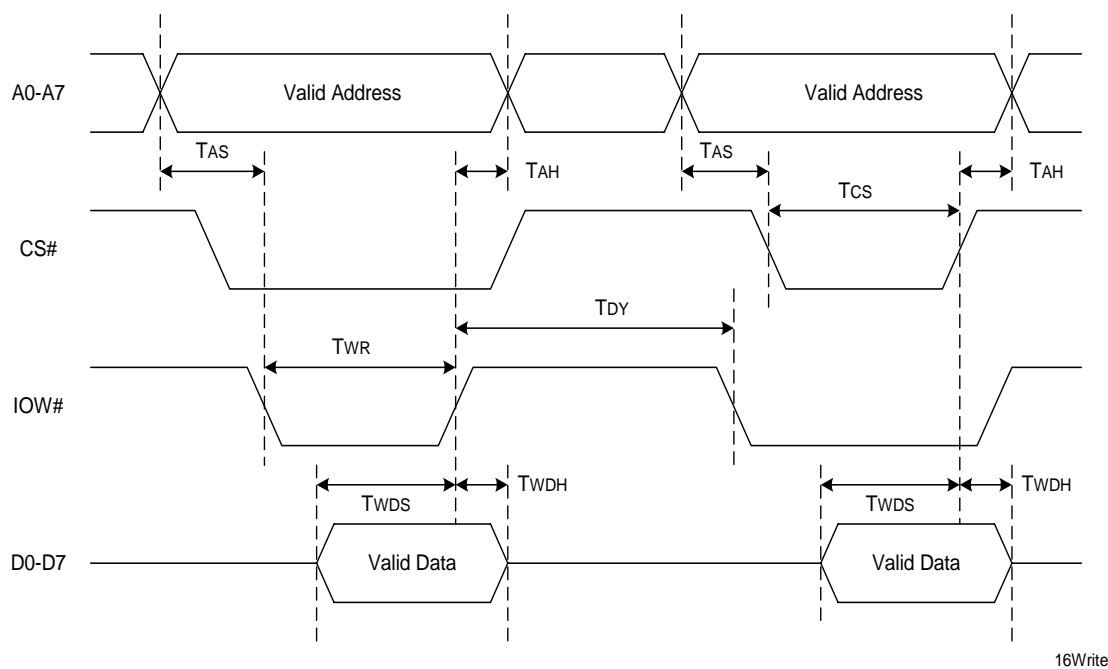 A0-A7
Valid Address
Valid Address
TAS
TAH
TAS
TAH
TCS
CS#
TDY
TWR
IOW#
TWDS
TWDH
TWDS
TWDH
D0-D7
Valid Data
Valid Data
16Write